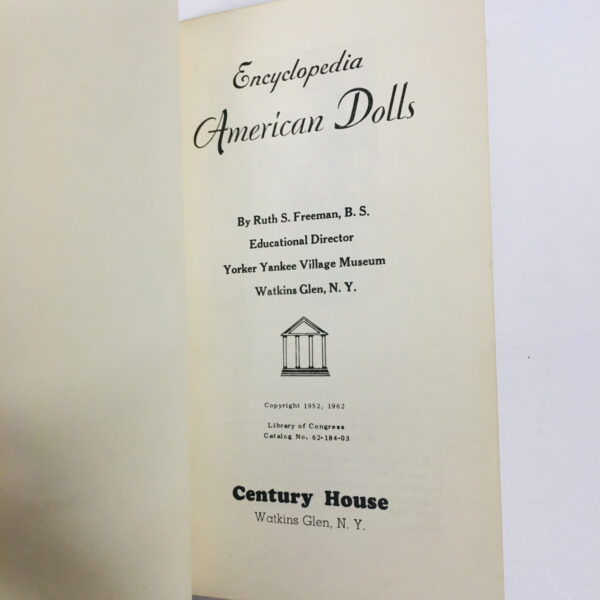 Encyclopedia
American Dolls
By Ruth S. Freeman, B. S.
Educational Director
Yorker Yankee Village Museum
Watkins Glen, N. Y.
Copyright 1952, 1962
Library of Congress
Catalog No. 62-184-03
Century House
Watkins Glen, N. Y.